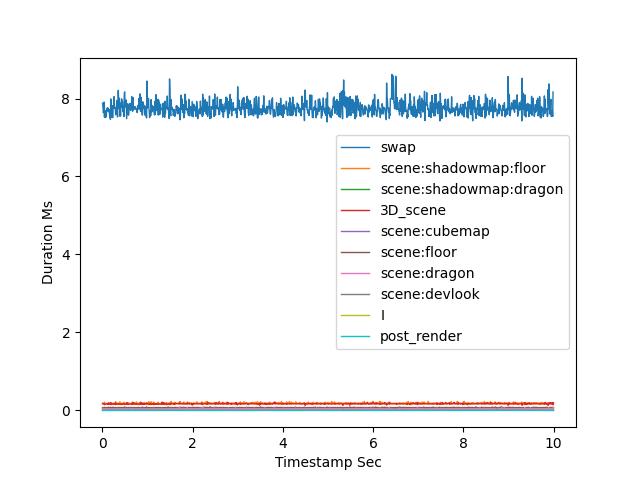 8
6
4
2
0
Duration Ms
swap
scene:shadowmap:floor
scene:shadowmap:dragon
3D_scene
scene:cubemap
scene:floor
scene:dragon
scene:devlook
I
post_render
0 2 4 6 8 10
Timestamp Sec